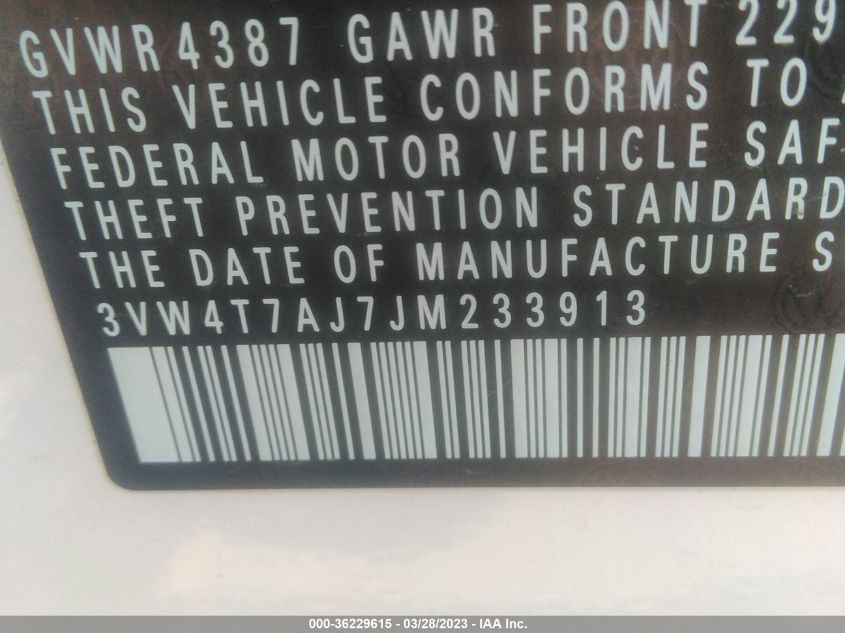 GVWR 4387 GAWR FRONT 229
THIS VEHICLE CONFORMS TO
FEDERAL MOTOR VEHICLE SAF
THEFT PREVENTION STANDARD
THE DATE OF MANUFACTURE S
3VW4T7AJ7JM233913
000-36229615 - 03/28/2023 - IAA Inc.